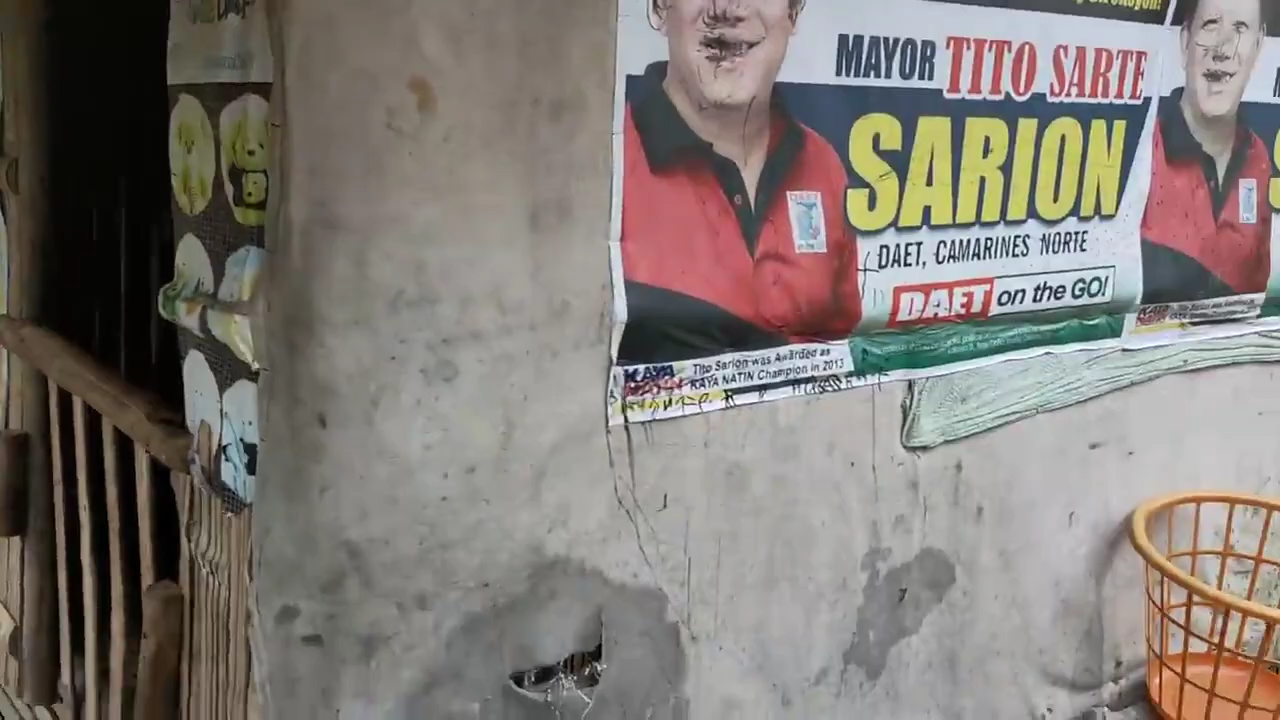 MAYOR TITO SARTE
SARION
DAET, CAMARINES NORTE
DAET on the GO!
KAYA
NATIN
Tito Sarion was Awarded as
KAYA NATIN Champion in 2013